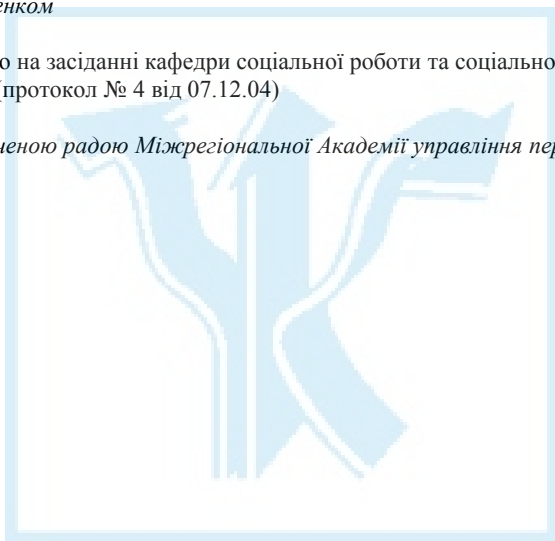 енком
о на засіданні кафедри соціальної роботи та соціально
(протокол № 4 від 07.12.04)
ченою радою Міжрегіональної Академії управління пер